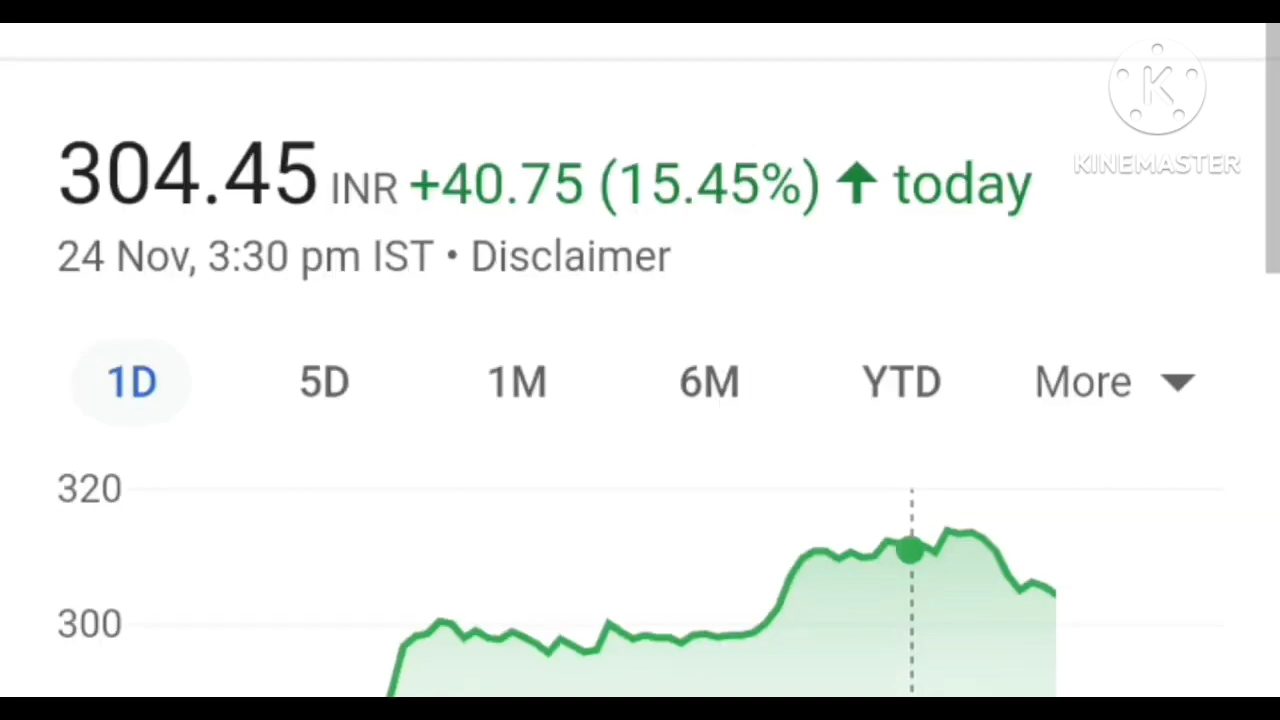 K
KINEMASTER
304.45 INR +40.75 (15.45%) ↑ today
24 Nov, 3:30 pm IST • Disclaimer
1D 5D 1M 6M YTD More
320
300